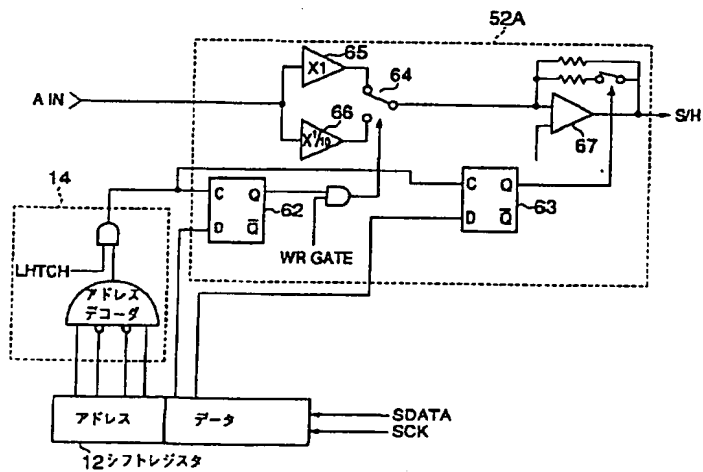 52A
65
X1
64
A IN
66
X1/10
67
S/H
14
C Q
D Q̅
62
C Q
D Q̅
63
WR GATE
LHTCH
アドレス
デコーダ
アドレス
データ
SDATA
SCK
12 シフトレジスタ